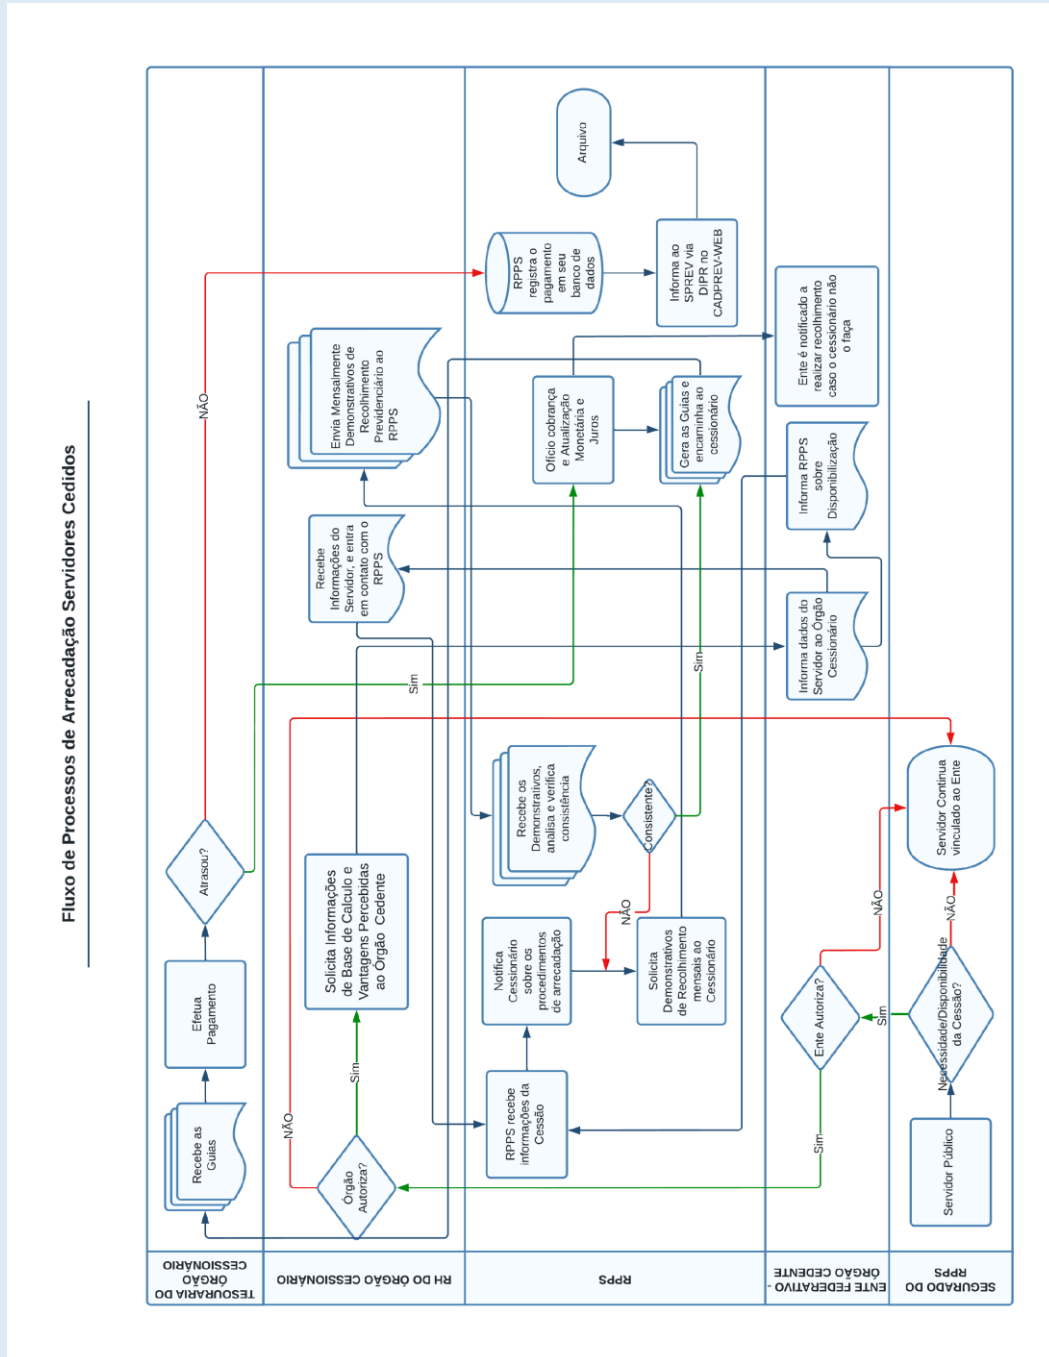 Fluxo de Processos de Arrecadação Servidores Cedidos
TESOURARIA DO
ÓRGÃO
CESSIONÁRIO
Recebe as
Guias
Efetua
Pagamento
Atrasou?
NÃO
Sim
RH DO ÓRGÃO CESSIONÁRIO
Órgão
Autoriza?
NÃO
Sim
Solicita Informações
de Base de Calculo e
Vantagens Percebidas
ao Órgão Cedente
Recebe
Informações do
Servidor, e entra
em contato com o
RPPS
Envia Mensalmente
Demonstrativos de
Recolhimento
Previdenciário ao
RPPS
RPPS
RPPS recebe
informações da
Cessão
Notifica
Cessionário
sobre os
procedimentos
de arrecadação
Solicita
Demonstrativos
de Recolhimento
mensais ao
Cessionário
NÃO
Recebe os
Demonstrativos,
analisa e verifica
consistência
Consistente?
Sim
Ofício cobrança
e Atualização
Monetária e
Juros
Gera as Guias e
encaminha ao
cessionário
RPPS
registra o
pagamento
em seu
banco de
dados
Informa ao
SPREV via
DIPR no
CADPREV-WEB
Arquivo
ENTE FEDERATIVO -
ÓRGÃO CEDENTE
Sim
Ente Autoriza?
NÃO
Sim
Informa dados do
Servidor ao Órgão
Cessionário
Informa RPPS
sobre
Disponibilização
Ente é notificado a
realizar recolhimento
caso o cessionário não
o faça
SEGURADO DO
RPPS
Servidor Público
Necessidade/Disponibilidade
da Cessão?
NÃO
Servidor Continua
vinculado ao Ente